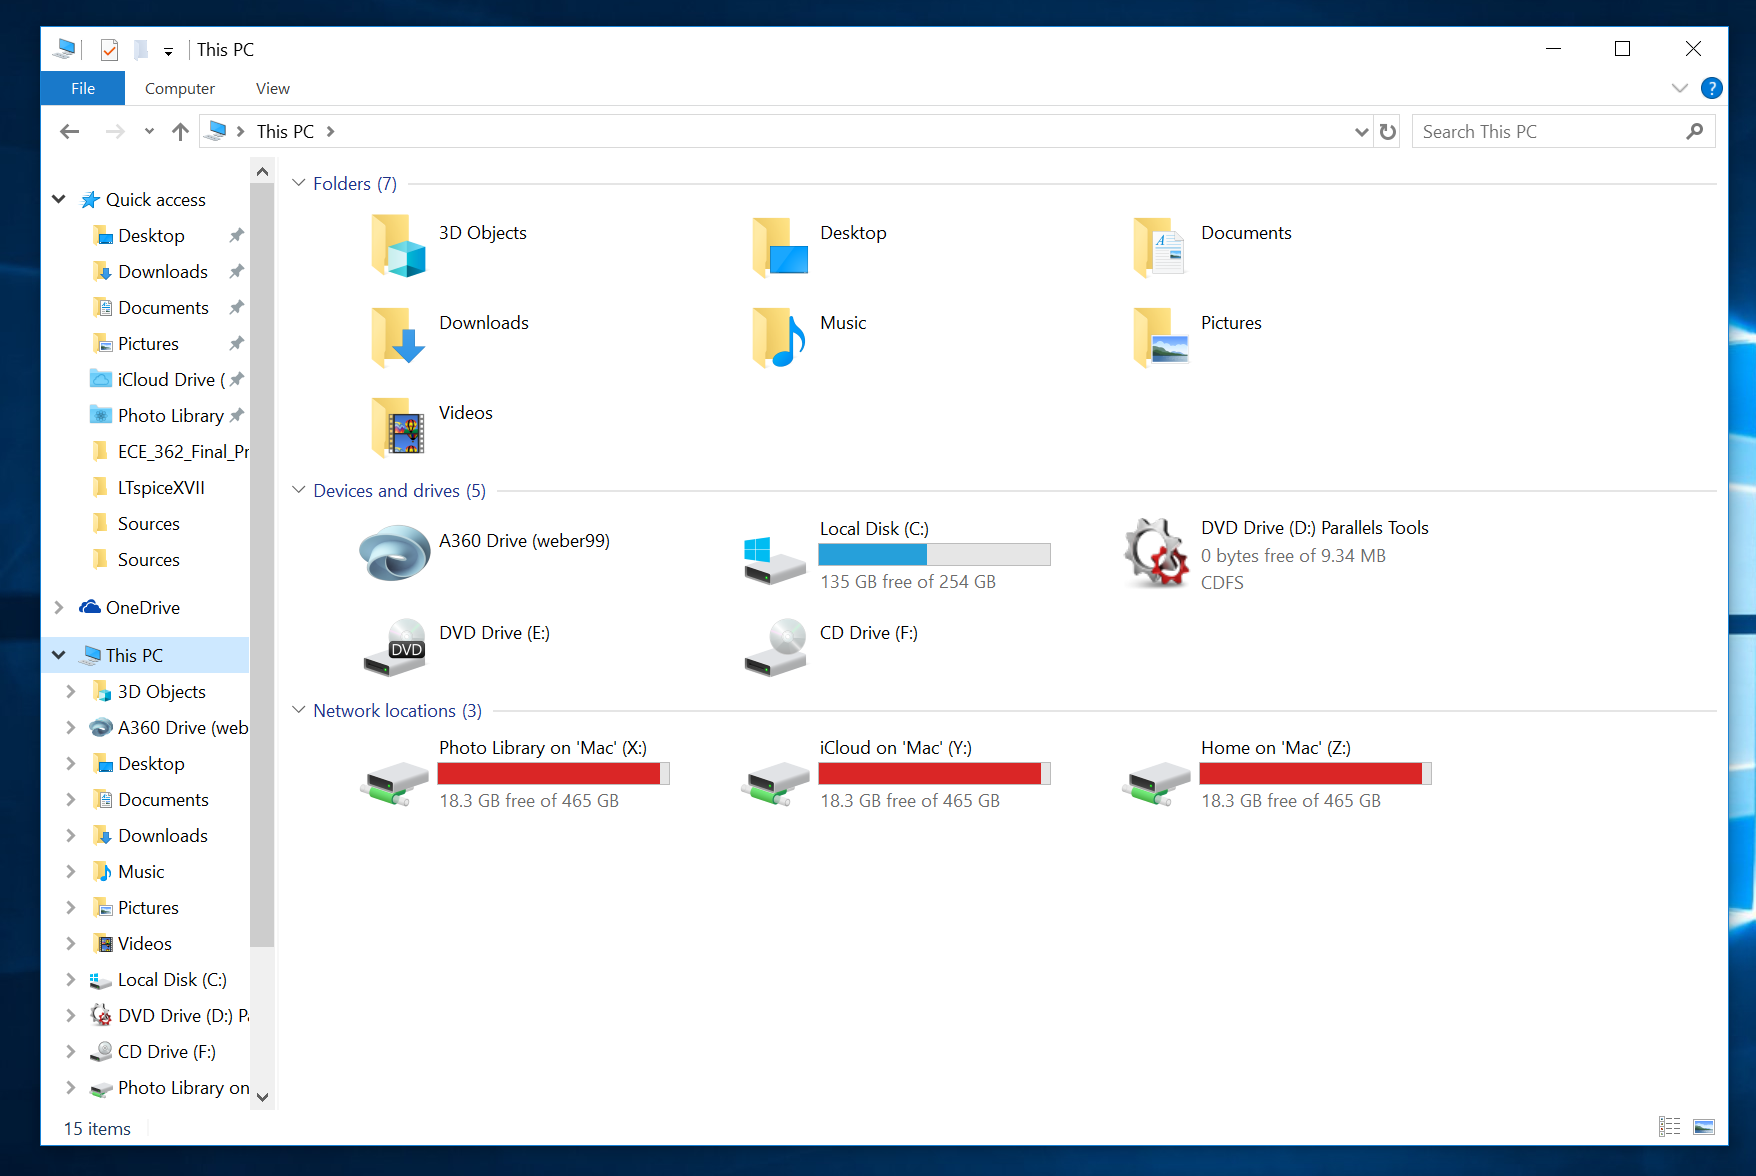 This PC
File
Computer
View
?
This PC
Search This PC
Quick access
Desktop
Downloads
Documents
Pictures
iCloud Drive (
Photo Library
ECE_362_Final_Pr
LTspiceXVII
Sources
Sources
OneDrive
This PC
3D Objects
A360 Drive (web
Desktop
Documents
Downloads
Music
Pictures
Videos
Local Disk (C:)
DVD Drive (D:) Pa
CD Drive (F:)
Photo Library on
Folders (7)
3D Objects
Desktop
Documents
Downloads
Music
Pictures
Videos
Devices and drives (5)
A360 Drive (weber99)
Local Disk (C:)
135 GB free of 254 GB
DVD Drive (D:) Parallels Tools
0 bytes free of 9.34 MB
CDFS
DVD
DVD Drive (E:)
CD Drive (F:)
Network locations (3)
Photo Library on 'Mac' (X:)
18.3 GB free of 465 GB
iCloud on 'Mac' (Y:)
18.3 GB free of 465 GB
Home on 'Mac' (Z:)
18.3 GB free of 465 GB
15 items